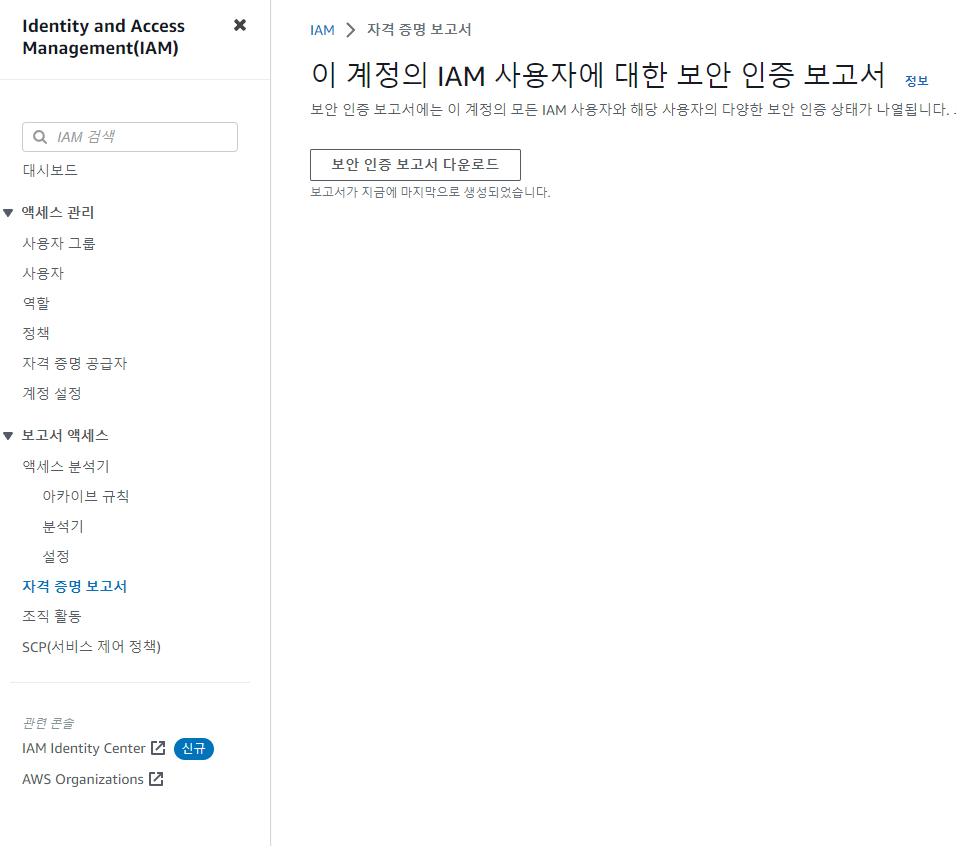 Identity and Access
Management(IAM)
IAM 검색
대시보드
액세스 관리
사용자 그룹
사용자
역할
정책
자격 증명 공급자
계정 설정
보고서 액세스
액세스 분석기
아카이브 규칙
분석기
설정
자격 증명 보고서
조직 활동
SCP(서비스 제어 정책)
관련 콘솔
IAM Identity Center 신규
AWS Organizations
IAM > 자격 증명 보고서
이 계정의 IAM 사용자에 대한 보안 인증 보고서 정보
보안 인증 보고서에는 이 계정의 모든 IAM 사용자와 해당 사용자의 다양한 보안 인증 상태가 나열됩니다.
보안 인증 보고서 다운로드
보고서가 지금에 마지막으로 생성되었습니다.